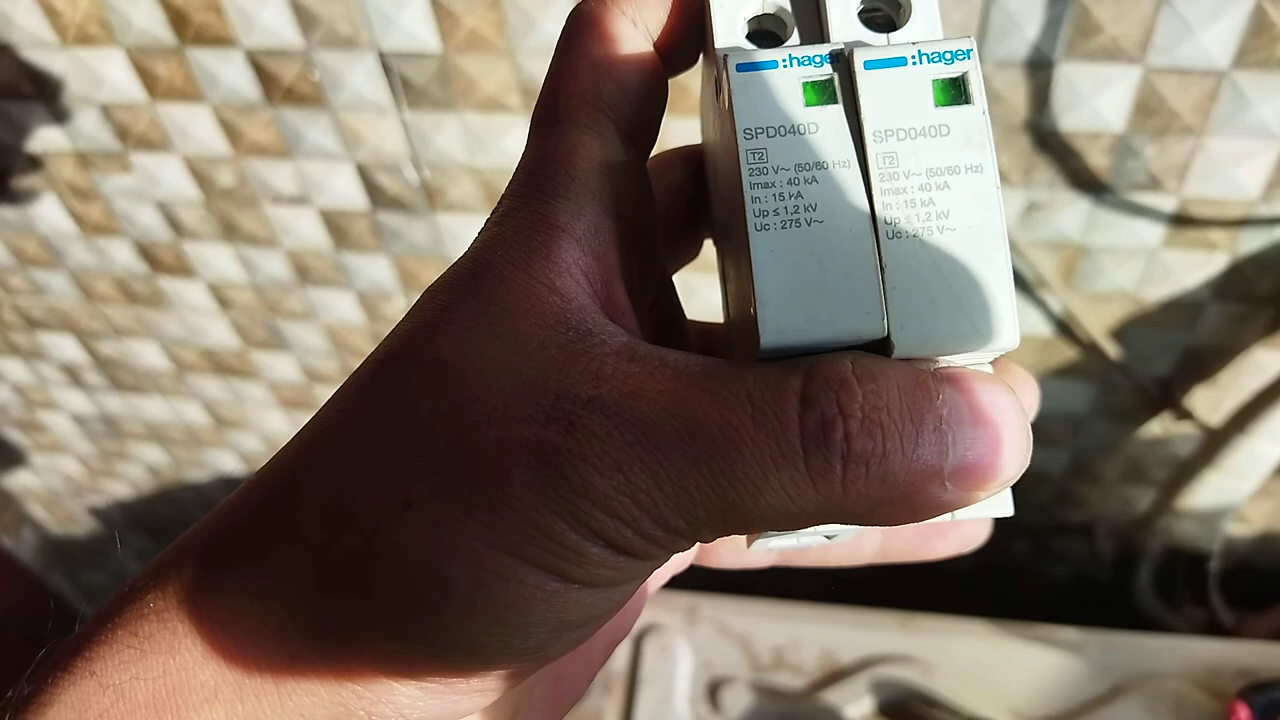 :hager
SPD040D
T2
230 V~ (50/60 Hz)
Imax : 40 kA
In : 15 kA
Up ≤ 1,2 kV
Uc : 275 V~
:hager
SPD040D
T2
230 V~ (50/60 Hz)
Imax : 40 kA
In : 15 kA
Up ≤ 1,2 kV
Uc : 275 V~